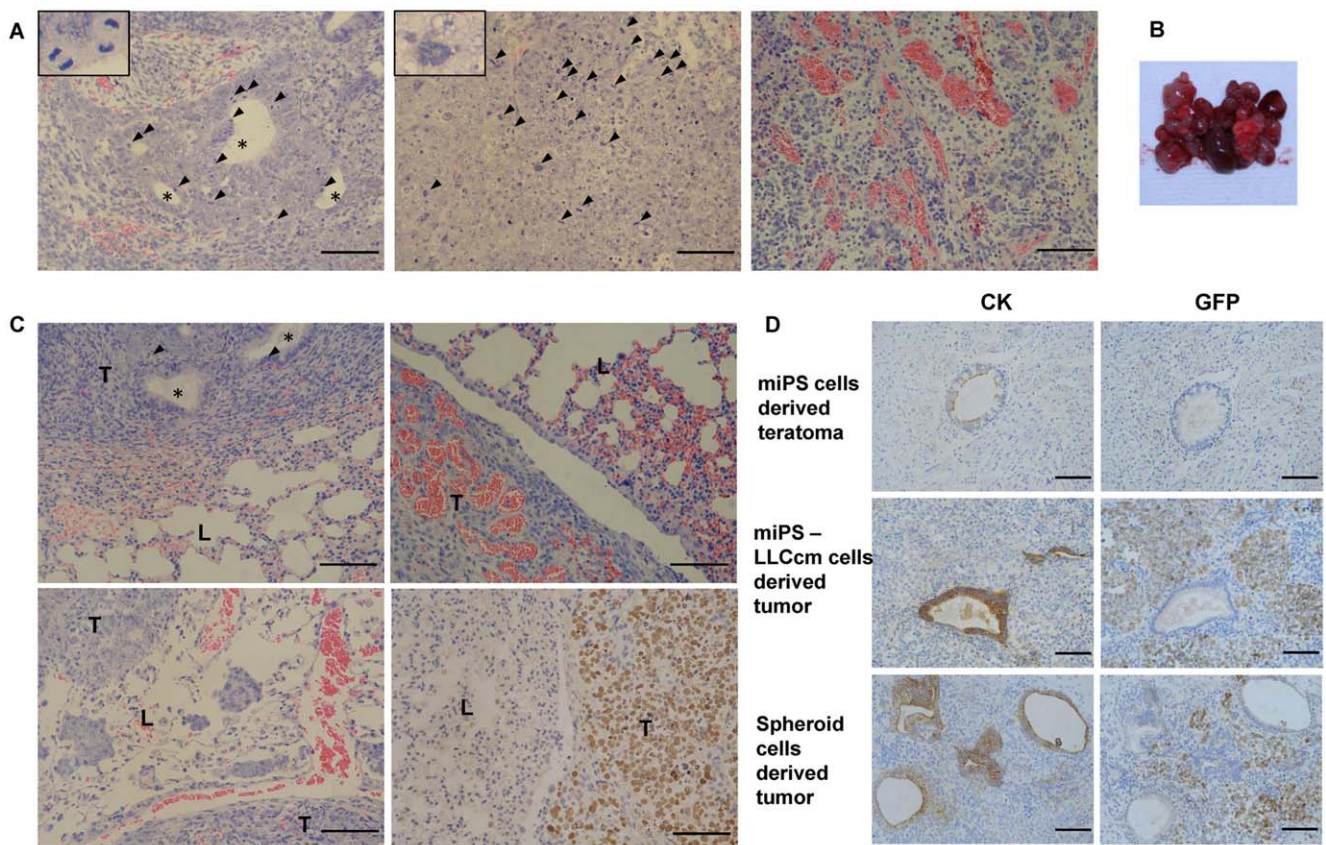 A
B
*
*
*
C
CK
GFP
D
T
*
*
L
L
T
miPS cells
derived
teratoma
miPS –
LLCcm cells
derived
tumor
T
L
T
L
T
Spheroid
cells
derived
tumor